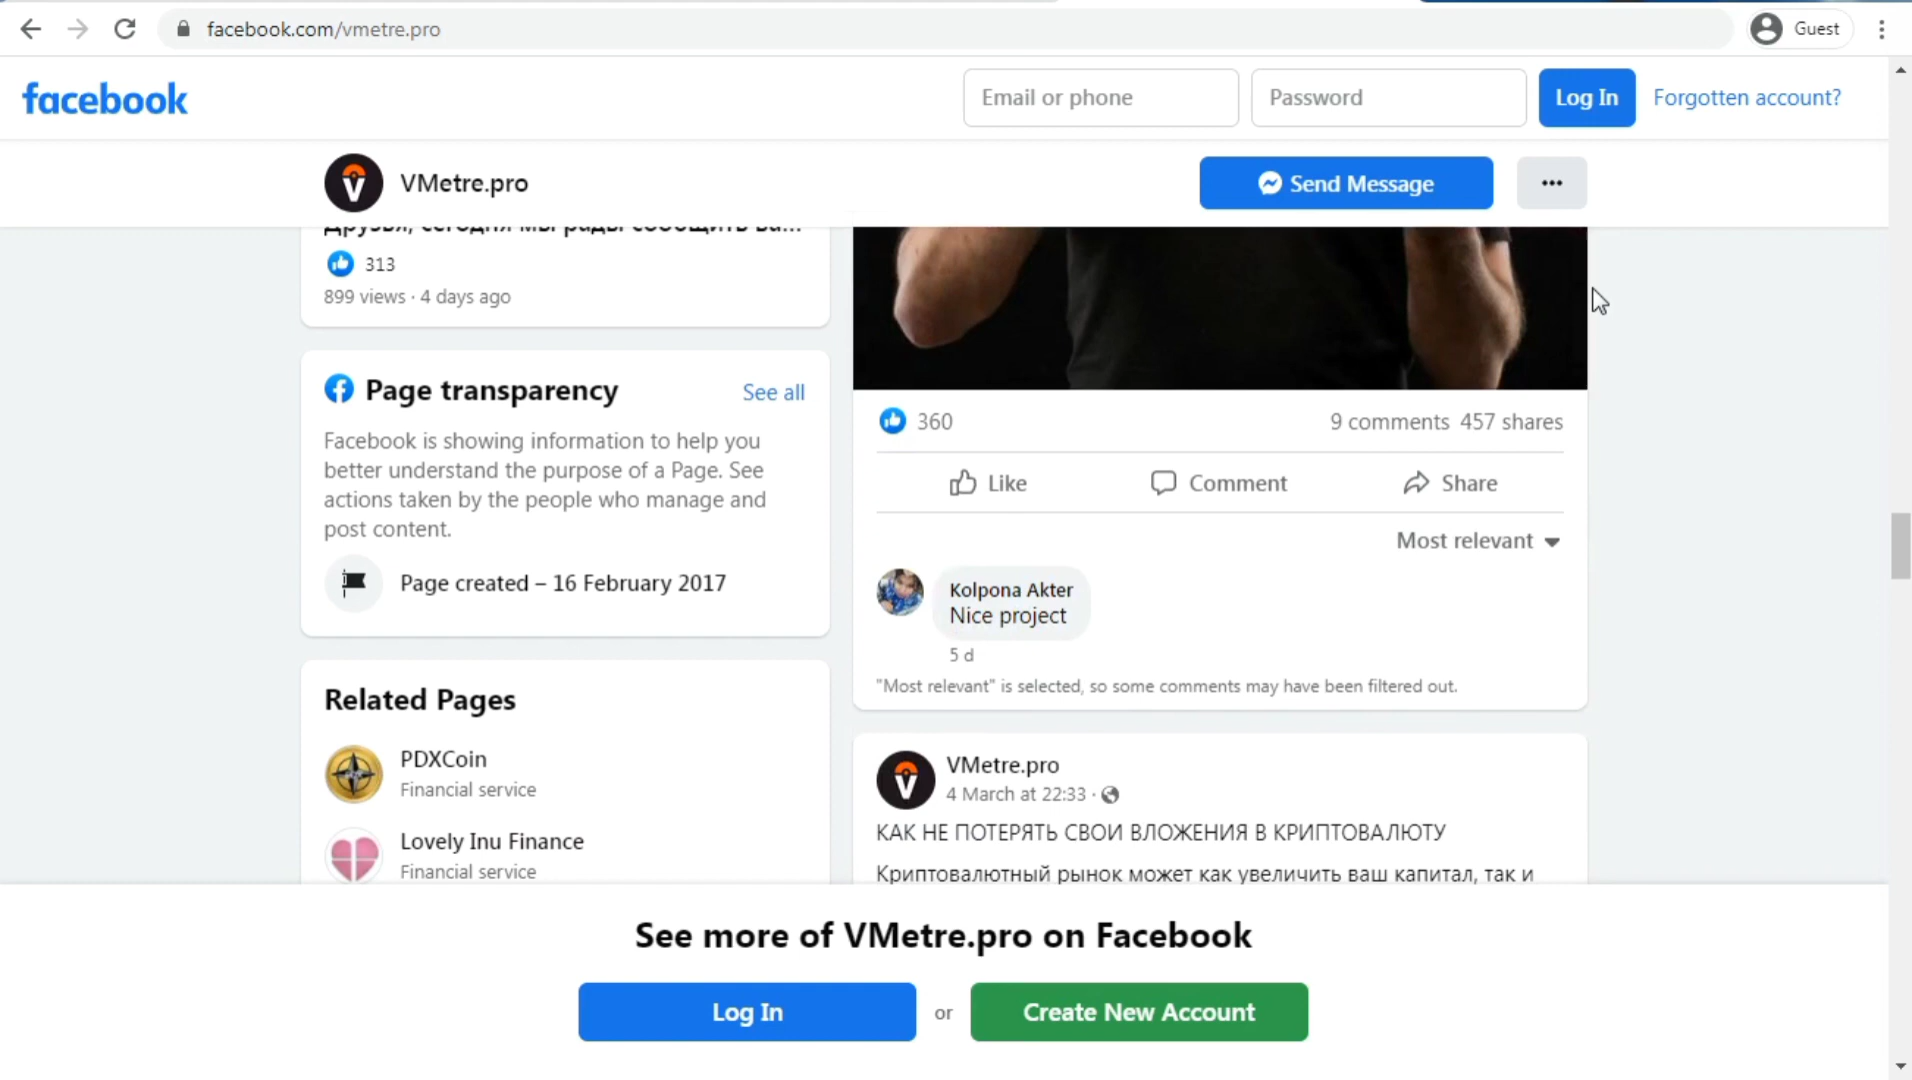 facebook.com/vmetre.pro
Guest
facebook
Email or phone
Password
Log In
Forgotten account?
VMetre.pro
Send Message
Друзья, сегодня мы рады сообщить ва...
313
899 views · 4 days ago
Page transparency
See all
Facebook is showing information to help you
better understand the purpose of a Page. See
actions taken by the people who manage and
post content.
Page created – 16 February 2017
Related Pages
PDXCoin
Financial service
Lovely Inu Finance
Financial service
360
9 comments 457 shares
Like
Comment
Share
Most relevant
Kolpona Akter
Nice project
5 d
"Most relevant" is selected, so some comments may have been filtered out.
VMetre.pro
4 March at 22:33 ·
КАК НЕ ПОТЕРЯТЬ СВОИ ВЛОЖЕНИЯ В КРИПТОВАЛЮТУ
Криптовалютный рынок может как увеличить ваш капитал, так и
See more of VMetre.pro on Facebook
Log In
or
Create New Account